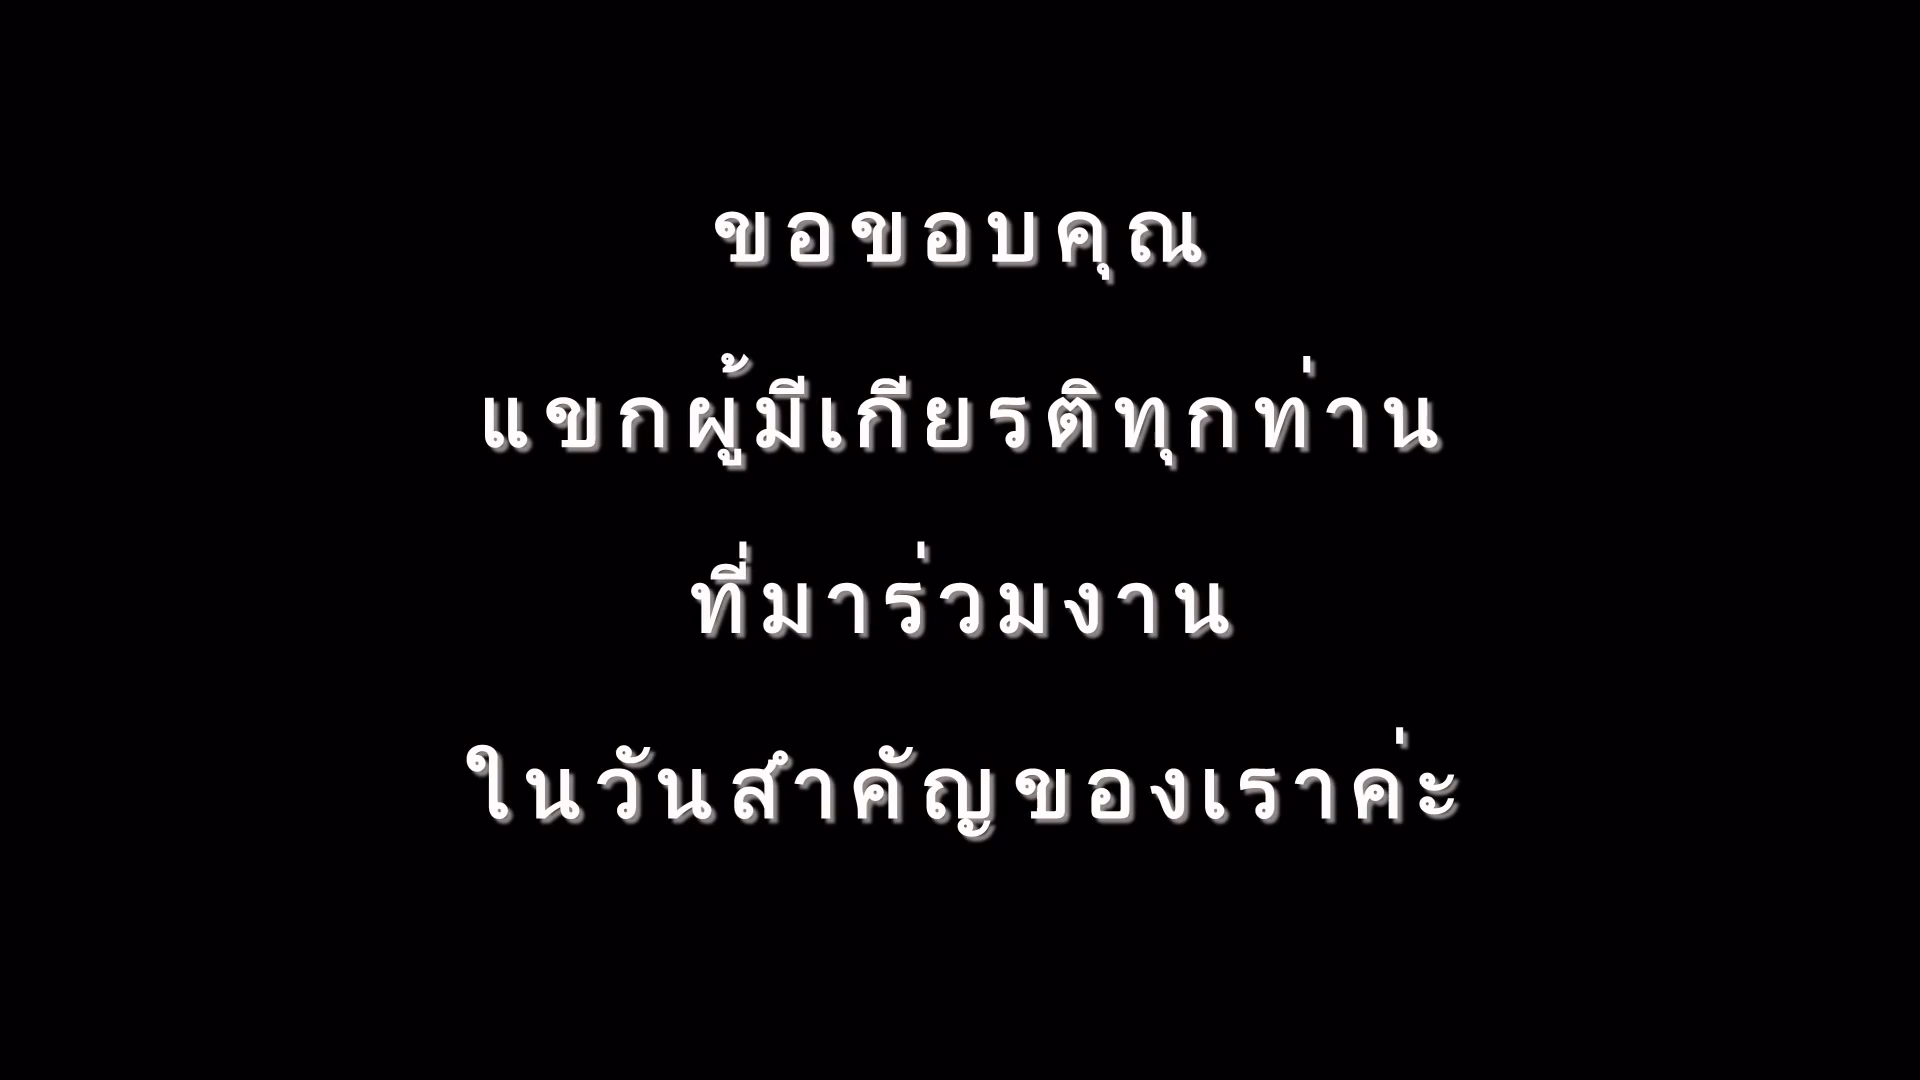 ขอขอบคุณ
แขกผู้มีเกียรติทุกท่าน
ที่มาร่วมงาน
ในวันสำคัญของเราค่ะ